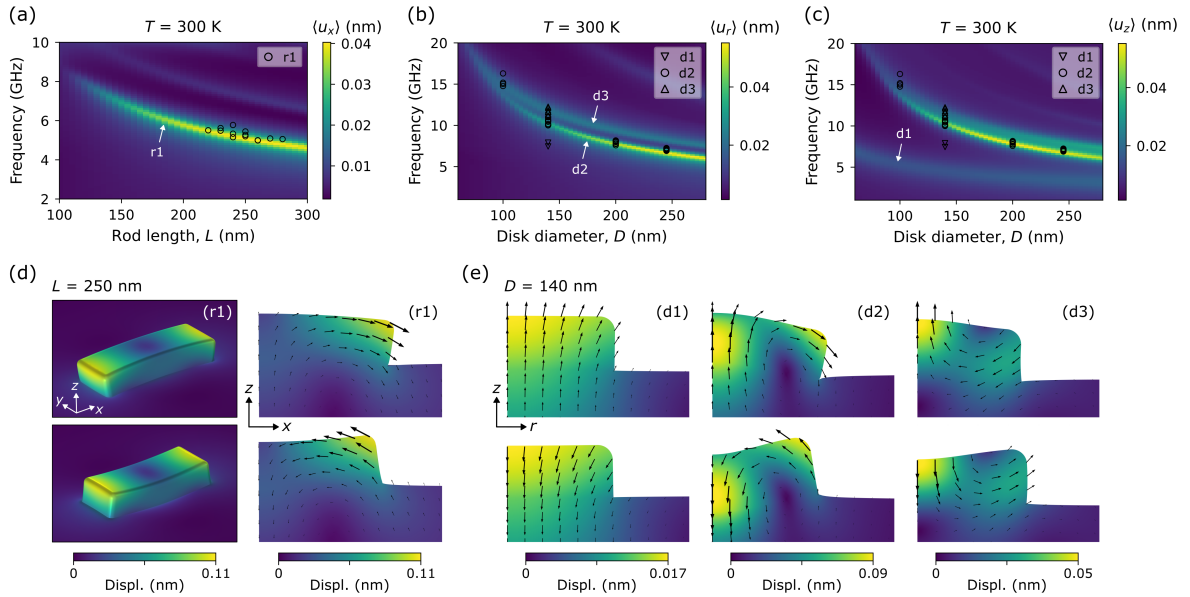 (a)
T = 300 K
⟨uₓ⟩ (nm)
10
8
6
4
2
Frequency (GHz)
r1
r1
100
150
200
250
300
Rod length, L (nm)
0.04
0.03
0.02
0.01
(b)
T = 300 K
⟨uᵣ⟩ (nm)
20
15
10
5
Frequency (GHz)
d1
d2
d3
d3
d2
100
150
200
250
Disk diameter, D (nm)
0.04
0.02
(c)
T = 300 K
⟨u_z⟩ (nm)
20
15
10
5
Frequency (GHz)
d1
d2
d3
d1
100
150
200
250
Disk diameter, D (nm)
0.04
0.02
(d)
L = 250 nm
(r1)
(r1)
z
y
x
z
x
0
0.11
Displ. (nm)
0
0.11
Displ. (nm)
(e)
D = 140 nm
(d1)
(d2)
(d3)
z
r
0
0.017
Displ. (nm)
0
0.09
Displ. (nm)
0
0.05
Displ. (nm)